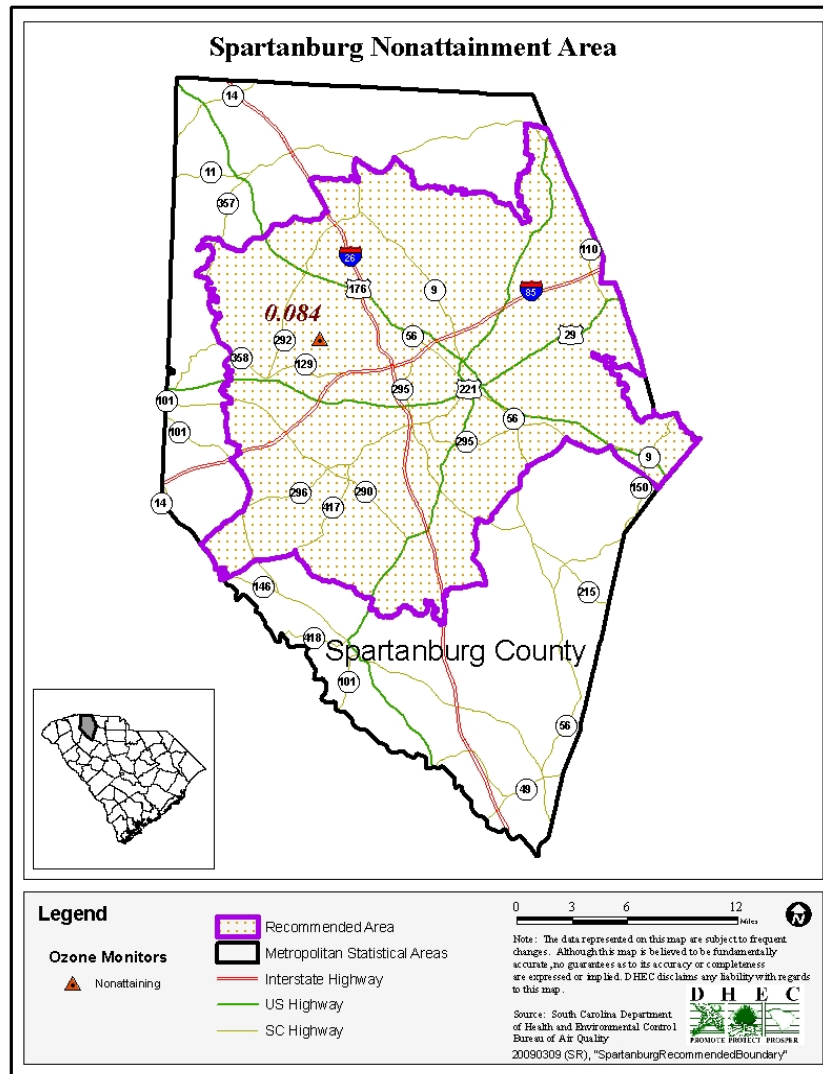 Spartanburg Nonattainment Area
14
11
357
110
26
176
9
85
0.084
292
56
29
358
129
295
221
101
101
56
295
9
296
290
150
14
417
146
215
418
Spartanburg County
101
56
49
Legend
Ozone Monitors
Nonattaining
Recommended Area
Metropolitan Statistical Areas
Interstate Highway
US Highway
SC Highway
0 3 6 12
Miles
N
Note: The data represented on this map are subject to frequent
changes. Although this map is believed to be fundamentally
accurate, no guarantees as to its accuracy or completeness
are expressed or implied. DHEC disclaims any liability with regards
to this map.
Source: South Carolina Department
of Health and Environmental Control
Bureau of Air Quality
D H E C
PROMOTE PROTECT PROSPER
20090309 (SR), "SpartanburgRecommendedBoundary"